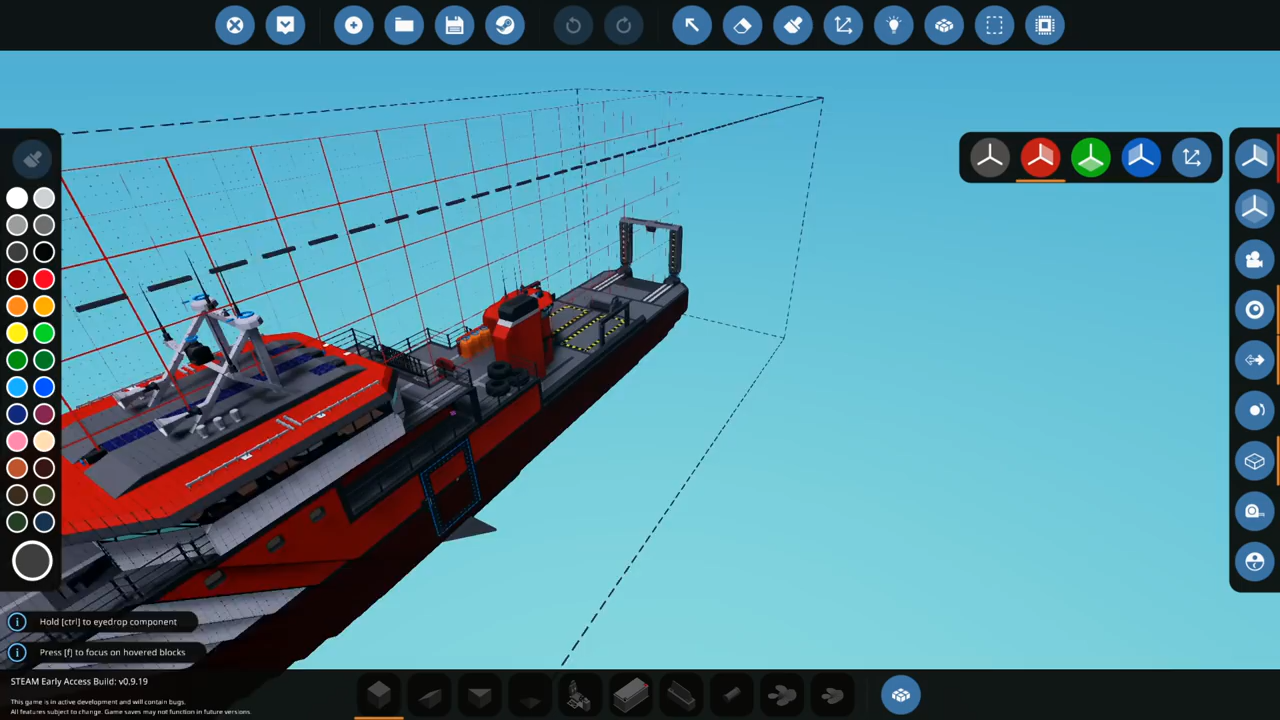 Hold [ctrl] to eyedrop component
Press [f] to focus on hovered blocks
STEAM Early Access Build: v0.9.19
This game is in active development and will contain bugs.
All features subject to change. Game saves may not function in future versions.